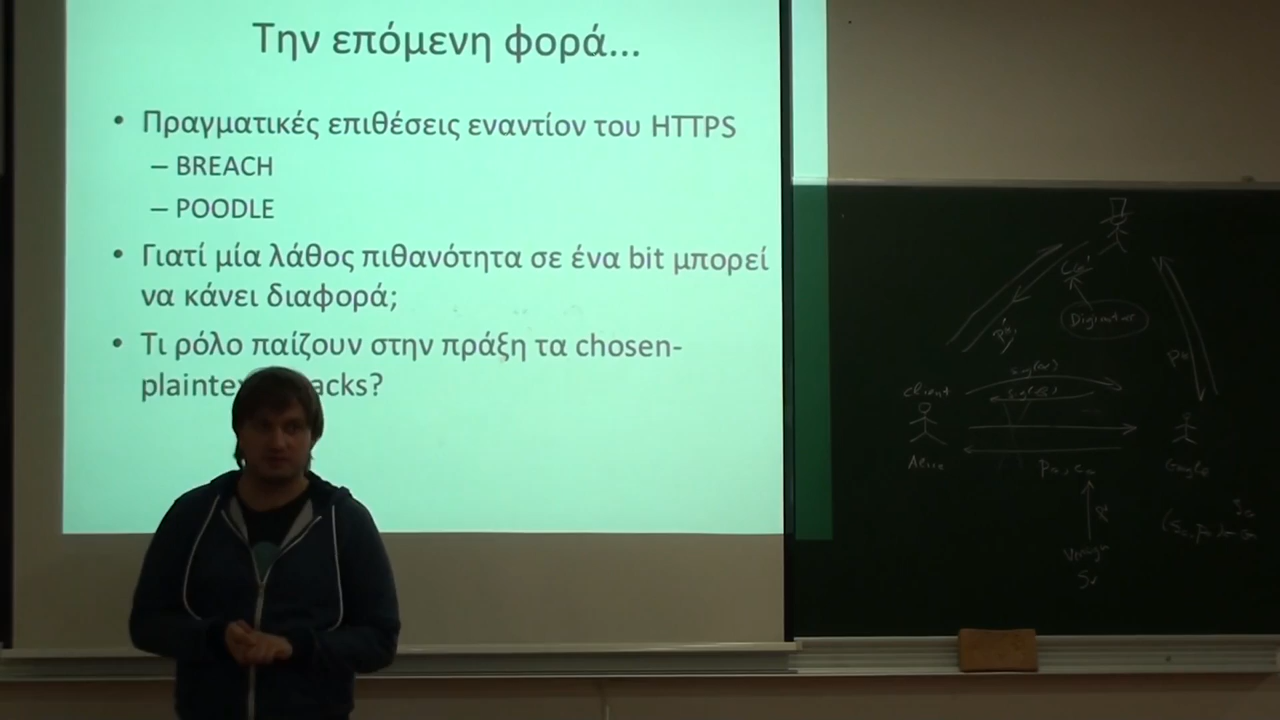 Την επόμενη φορά...
• Πραγματικές επιθέσεις εναντίον του HTTPS
– BREACH
– POODLE
• Γιατί μία λάθος πιθανότητα σε ένα bit μπορεί
να κάνει διαφορά;
• Τι ρόλο παίζουν στην πράξη τα chosen-
plainte acks?
client
Alice
Google